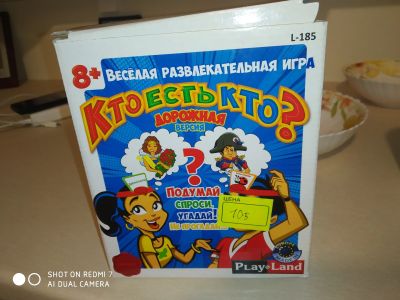 L-185
8+ ВЕСЕЛАЯ РАЗВЛЕКАТЕЛЬНАЯ ИГРА
КТО ЕСТЬ КТО?
ДОРОЖНАЯ
ВЕРСИЯ
?
ПОДУМАЙ,
СПРОСИ,
УГАДАЙ!
ЦЕНА
105
PLAY LAND
SHOT ON REDMI 7
AI DUAL CAMERA